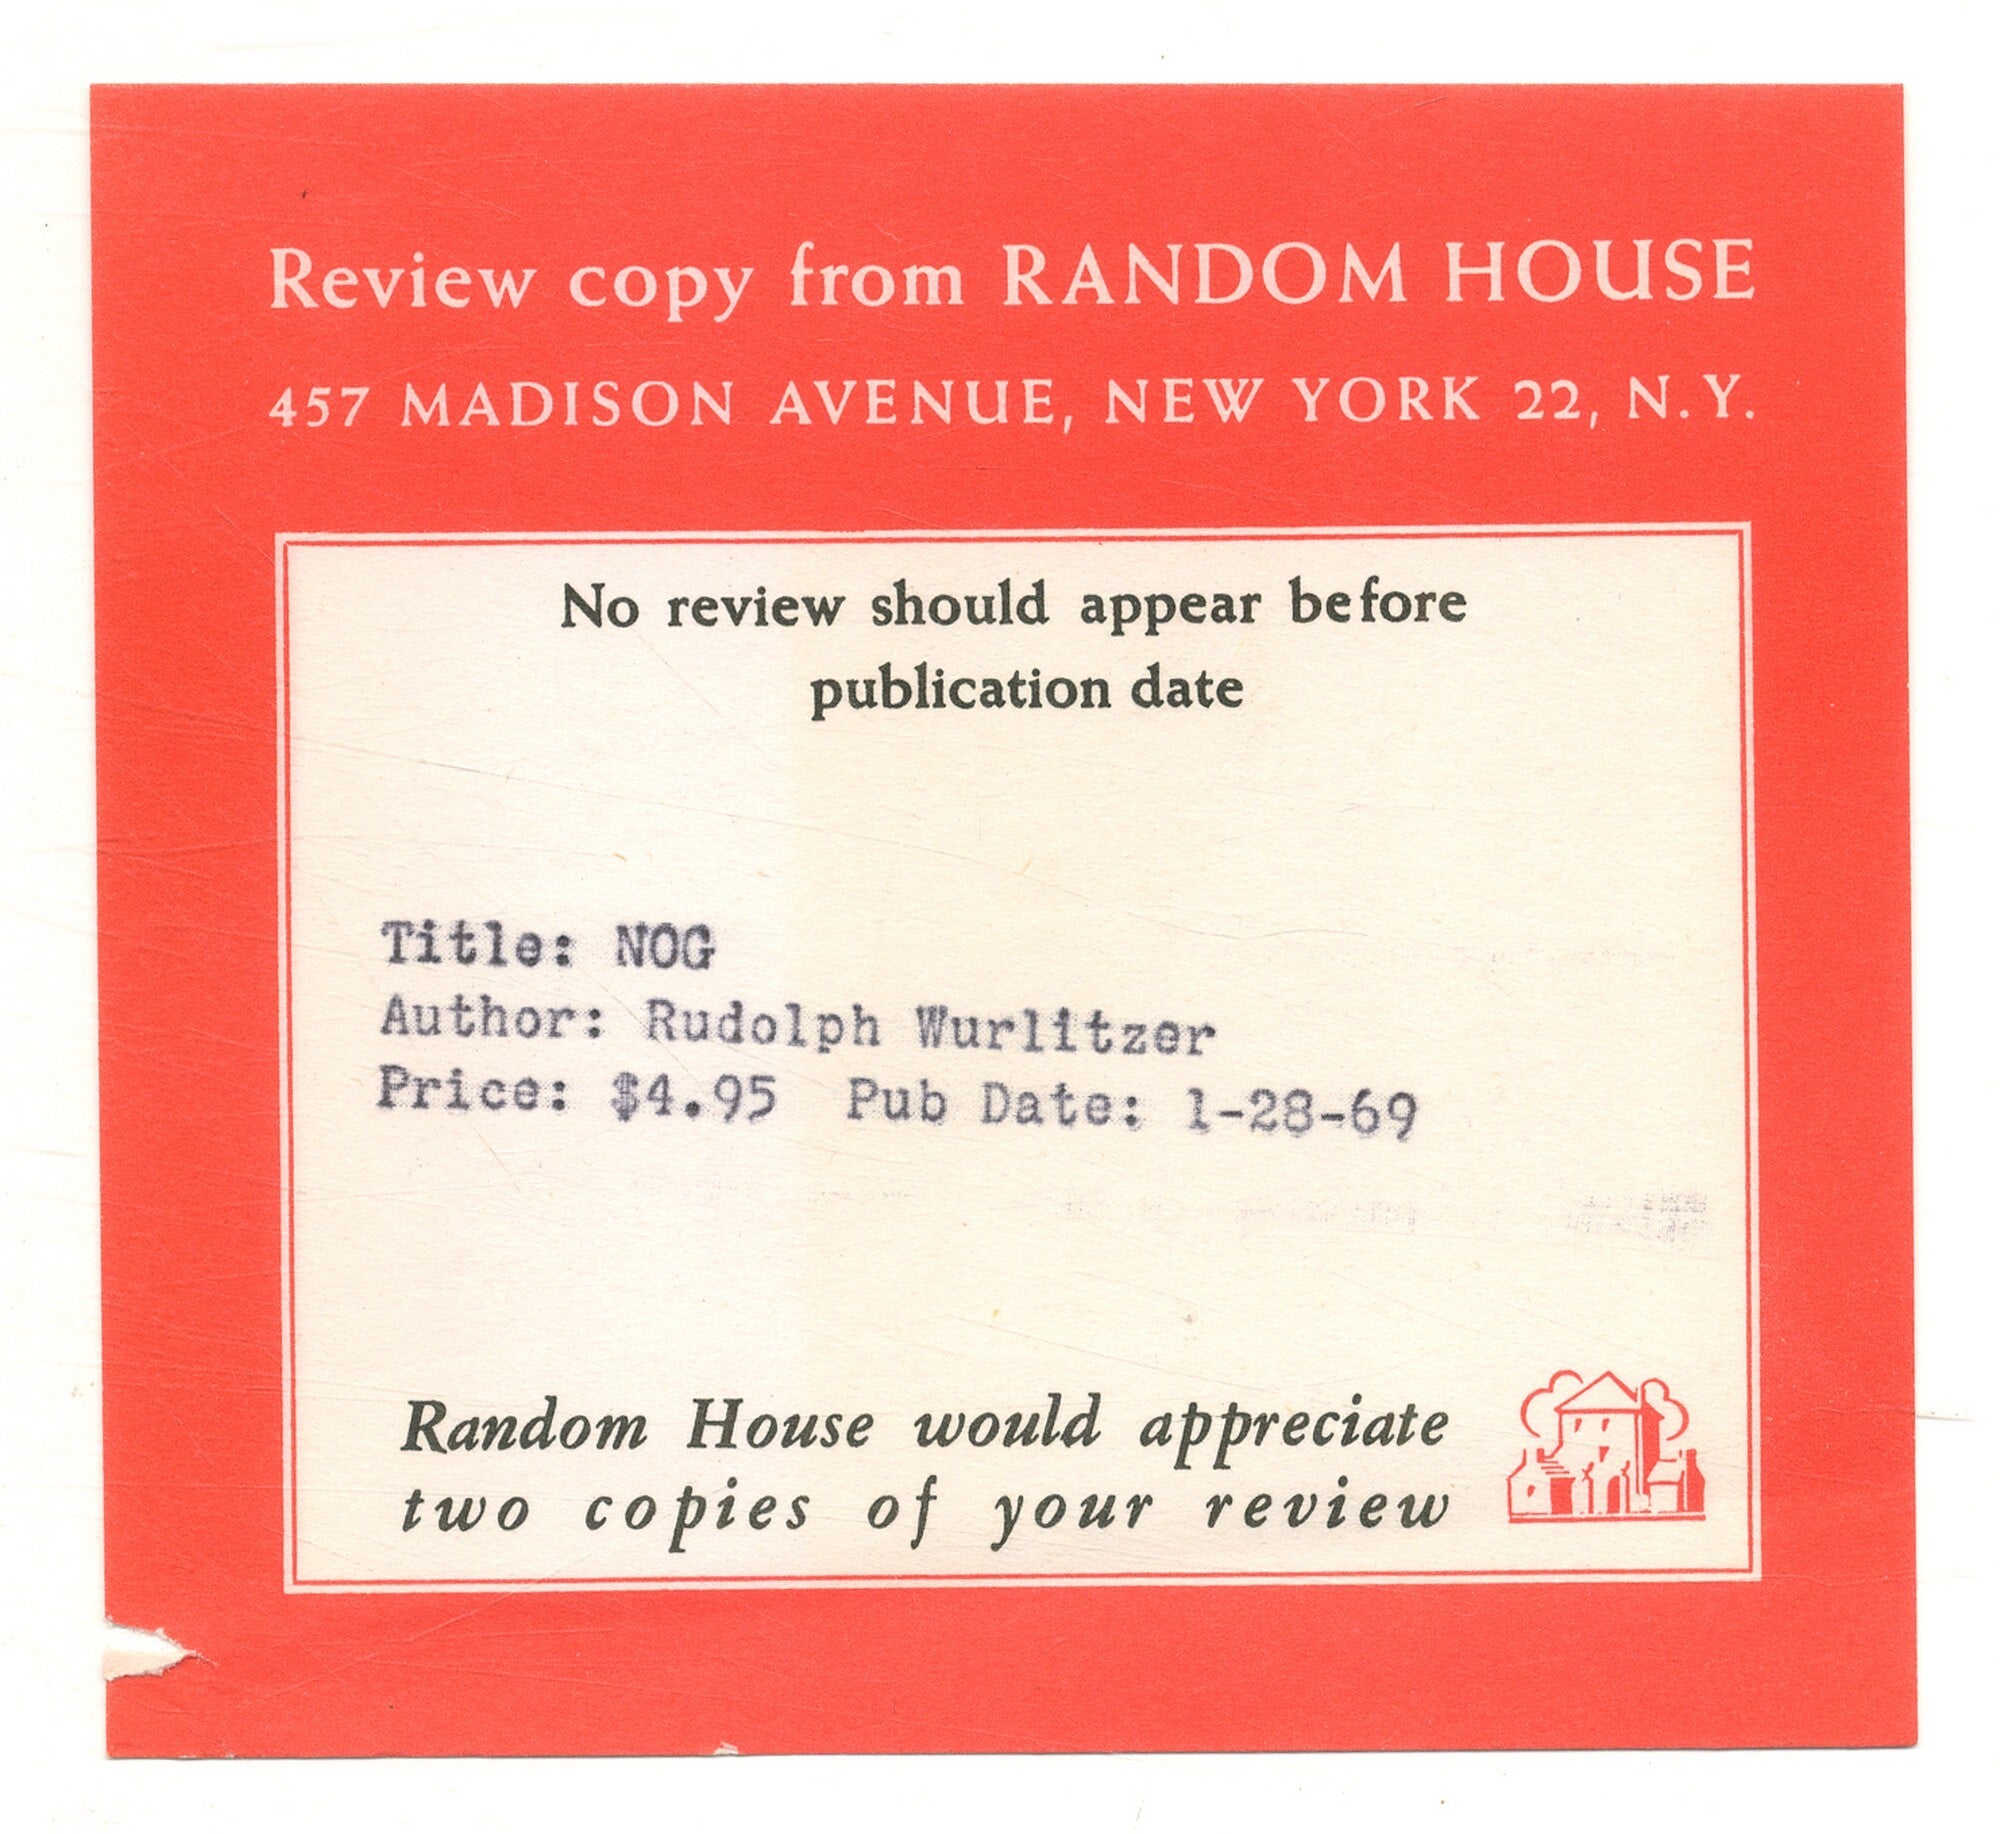 Review copy from RANDOM HOUSE
457 MADISON AVENUE, NEW YORK 22, N.Y.
No review should appear before
publication date
Title: NOG
Author: Rudolph Wurlitzer
Price: $4.95 Pub Date: 1-28-69
Random House would appreciate
two copies of your review